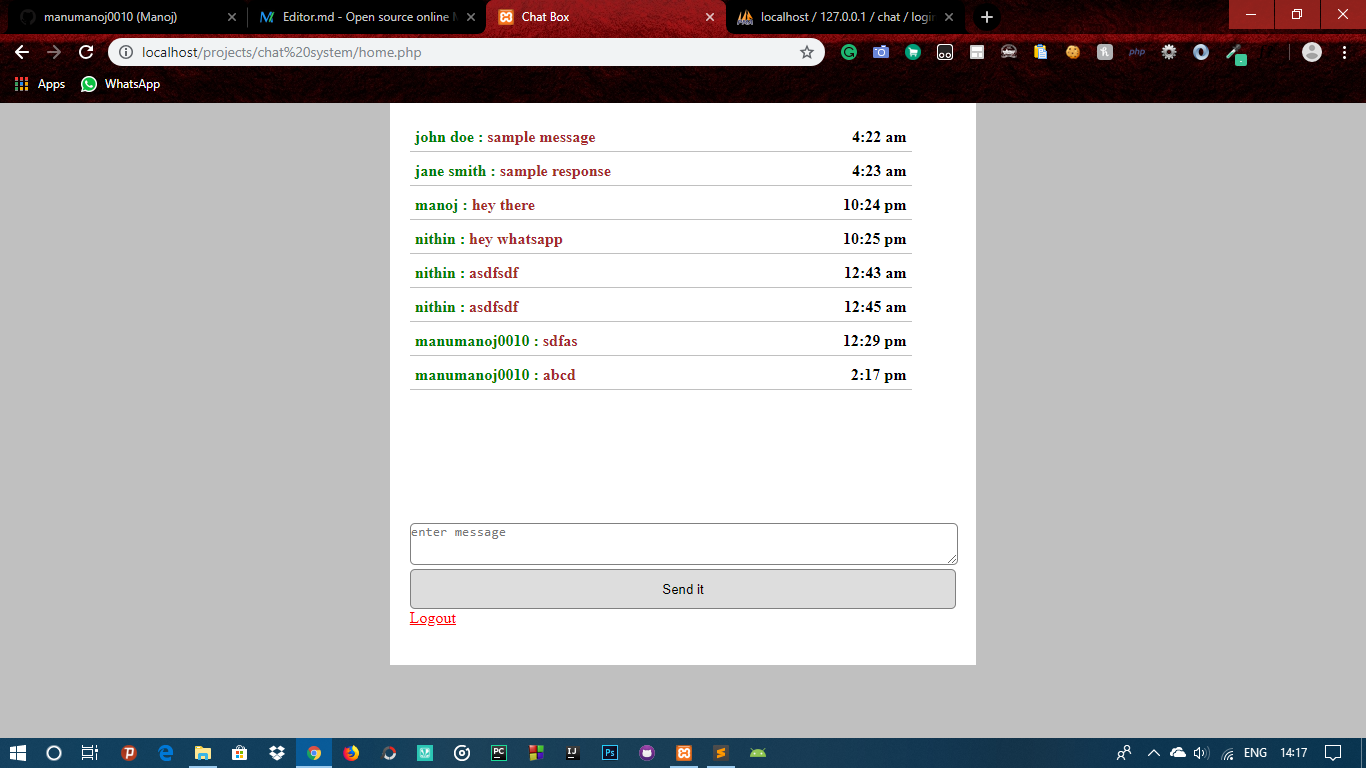 manumanoj0010 (Manoj)
Editor.md - Open source online
Chat Box
localhost / 127.0.0.1 / chat / login
localhost/projects/chat%20system/home.php
php
Apps
WhatsApp
john doe : sample message 4:22 am
jane smith : sample response 4:23 am
manoj : hey there 10:24 pm
nithin : hey whatsapp 10:25 pm
nithin : asdfsdf 12:43 am
nithin : asdfsdf 12:45 am
manumanoj0010 : sdfas 12:29 pm
manumanoj0010 : abcd 2:17 pm
enter message
Send it
Logout
PC
IJ
Ps
ENG 14:17